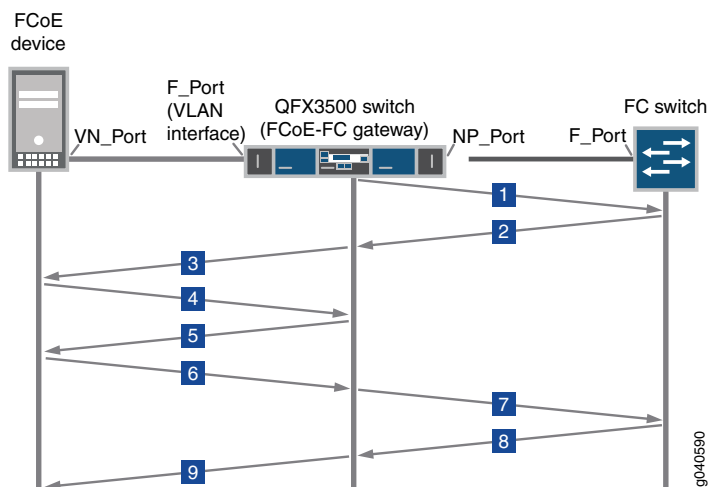 FCoE
device
F_Port
(VLAN
interface)
QFX3500 switch
(FCoE-FC gateway)
FC switch
VN_Port
NP_Port
F_Port
1
2
3
4
5
6
7
8
9
g040590